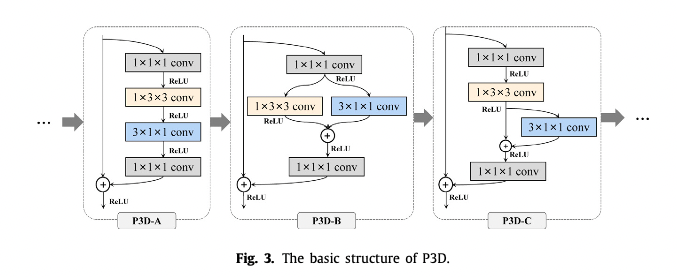 1×1×1 conv
ReLU
1×3×3 conv
ReLU
3×1×1 conv
ReLU
1×1×1 conv
+
ReLU
P3D-A
1×1×1 conv
ReLU
1×3×3 conv
3×1×1 conv
ReLU
+
ReLU
1×1×1 conv
+
ReLU
P3D-B
1×1×1 conv
ReLU
1×3×3 conv
ReLU
3×1×1 conv
+
ReLU
1×1×1 conv
+
ReLU
P3D-C
...
...
Fig. 3. The basic structure of P3D.